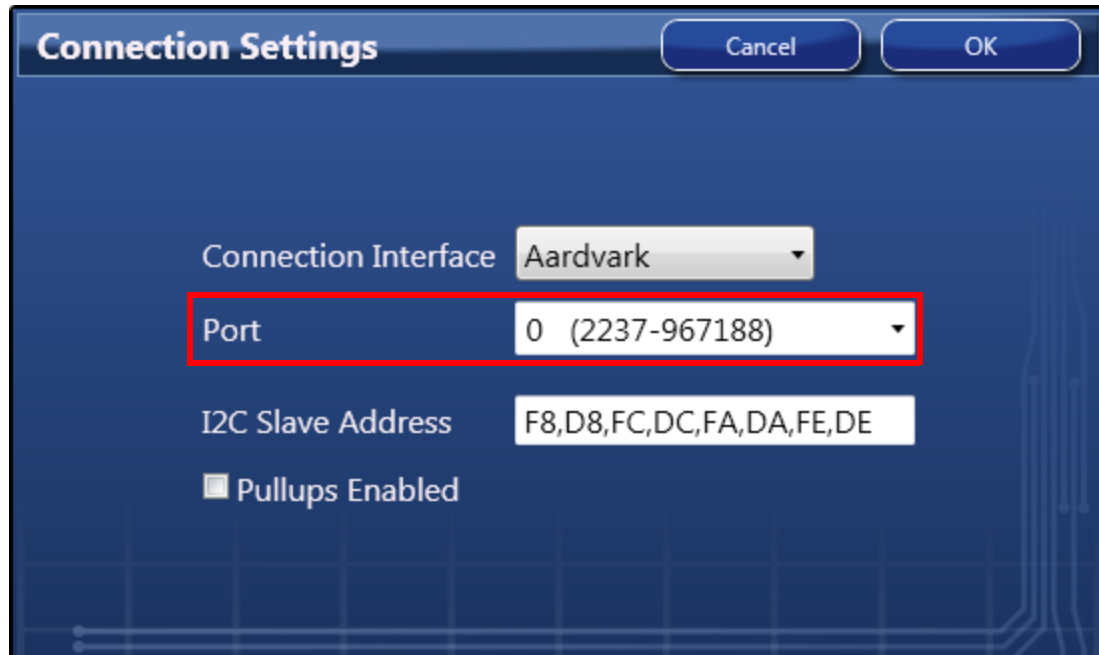 Connection Settings Cancel OK
Connection Interface Aardvark
Port 0 (2237-967188)
I2C Slave Address F8,D8,FC,DC,FA,DA,FE,DE
Pullups Enabled